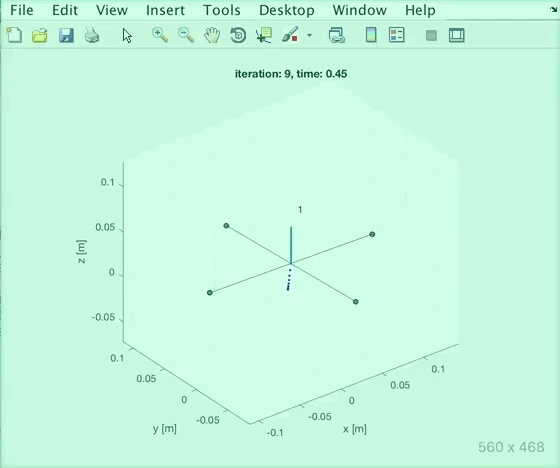 File Edit View Insert Tools Desktop Window Help
iteration: 9, time: 0.45
1
0.1
0.05
0
-0.05
z [m]
0.1
0.05
0
-0.05
y [m]
-0.1
-0.05
0
0.05
0.1
x [m]
560 x 468